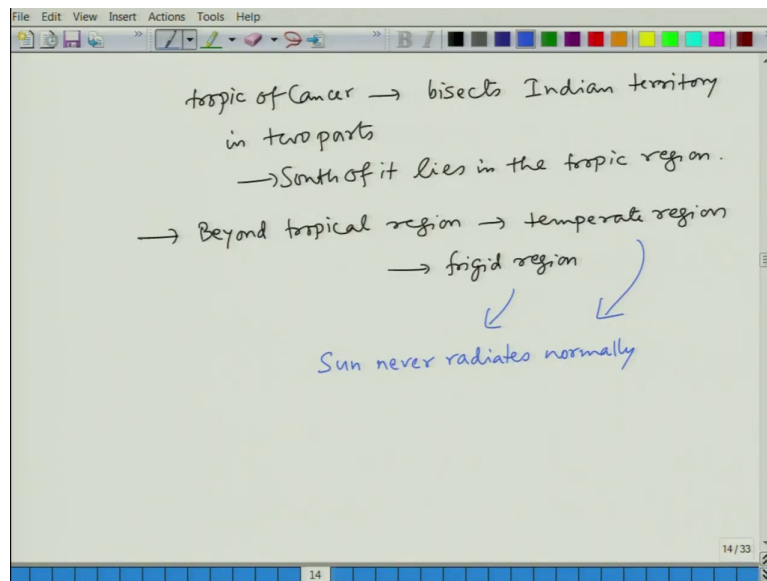 File Edit View Insert Actions Tools Help
B I
tropic of Cancer → bisects Indian territory
in two parts
→ South of it lies in the tropic region.
→ Beyond tropical region → temperate region
→ frigid region
Sun never radiates normally
14/33
14